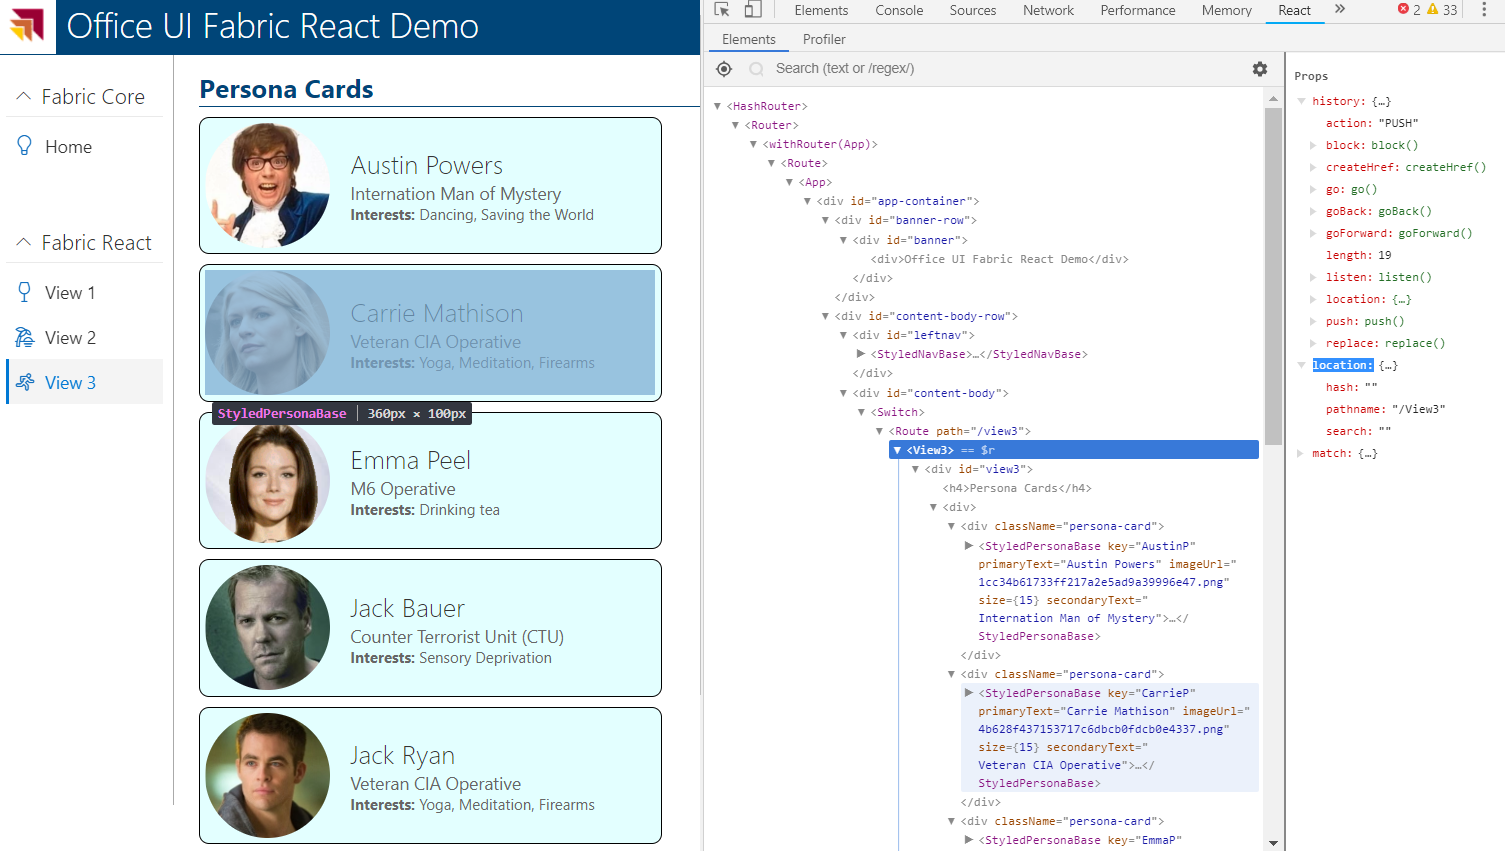 Office UI Fabric React Demo
Fabric Core
Home
Fabric React
View 1
View 2
View 3
Persona Cards
Austin Powers
Internation Man of Mystery
Interests: Dancing, Saving the World
Carrie Mathison
Veteran CIA Operative
Interests: Yoga, Meditation, Firearms
StyledPersonaBase | 360px × 100px
Emma Peel
M6 Operative
Interests: Drinking tea
Jack Bauer
Counter Terrorist Unit (CTU)
Interests: Sensory Deprivation
Jack Ryan
Veteran CIA Operative
Interests: Yoga, Meditation, Firearms
Elements Console Sources Network Performance Memory React » 2 33
Elements Profiler
Search (text or /regex/)
<HashRouter>
<Router>
<withRouter(App)>
<Route>
<App>
<div id="app-container">
<div id="banner-row">
<div id="banner">
<div>Office UI Fabric React Demo</div>
</div>
</div>
<div id="content-body-row">
<div id="leftnav">
<StyledNavBase>…</StyledNavBase>
</div>
<div id="content-body">
<Switch>
<Route path="/view3">
<View3> == $r
<div id="view3">
<h4>Persona Cards</h4>
<div>
<div className="persona-card">
<StyledPersonaBase key="AustinP"
primaryText="Austin Powers" imageUrl="
1cc34b61733ff217a2e5ad9a39996e47.png"
size={15} secondaryText="
Internation Man of Mystery">…</
StyledPersonaBase>
</div>
<div className="persona-card">
<StyledPersonaBase key="CarrieP"
primaryText="Carrie Mathison" imageUrl="
4b628f437153717c6dbcb0fdcb0e4337.png"
size={15} secondaryText="
Veteran CIA Operative">…</
StyledPersonaBase>
</div>
<div className="persona-card">
<StyledPersonaBase key="EmmaP"
Props
history: {…}
action: "PUSH"
block: block()
createHref: createHref()
go: go()
goBack: goBack()
goForward: goForward()
length: 19
listen: listen()
location: {…}
push: push()
replace: replace()
location: {…}
hash: ""
pathname: "/View3"
search: ""
match: {…}